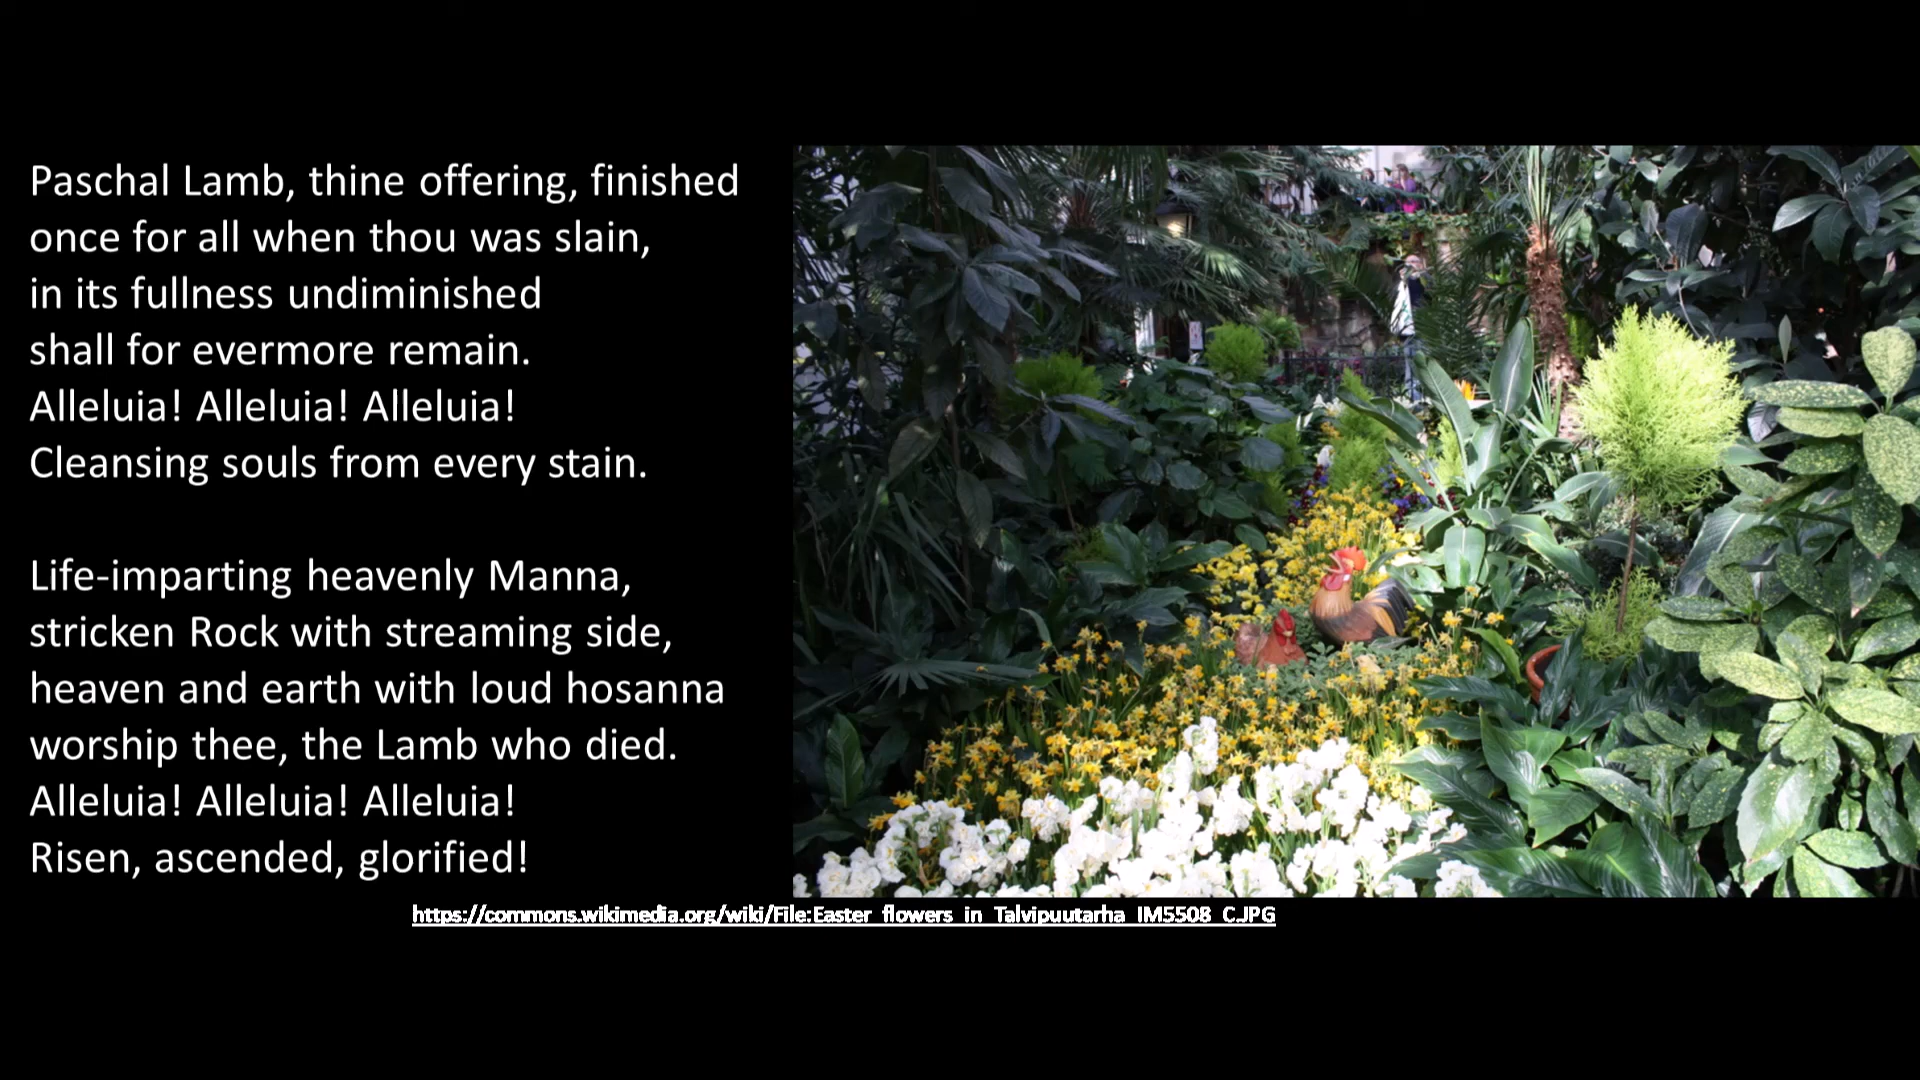 Paschal Lamb, thine offering, finished
once for all when thou was slain,
in its fullness undiminished
shall for evermore remain.
Alleluia! Alleluia! Alleluia!
Cleansing souls from every stain.
Life-imparting heavenly Manna,
stricken Rock with streaming side,
heaven and earth with loud hosanna
worship thee, the Lamb who died.
Alleluia! Alleluia! Alleluia!
Risen, ascended, glorified!
https://commons.wikimedia.org/wiki/File:Easter_flowers_in_Talvipuutarha_IM5508_C.JPG